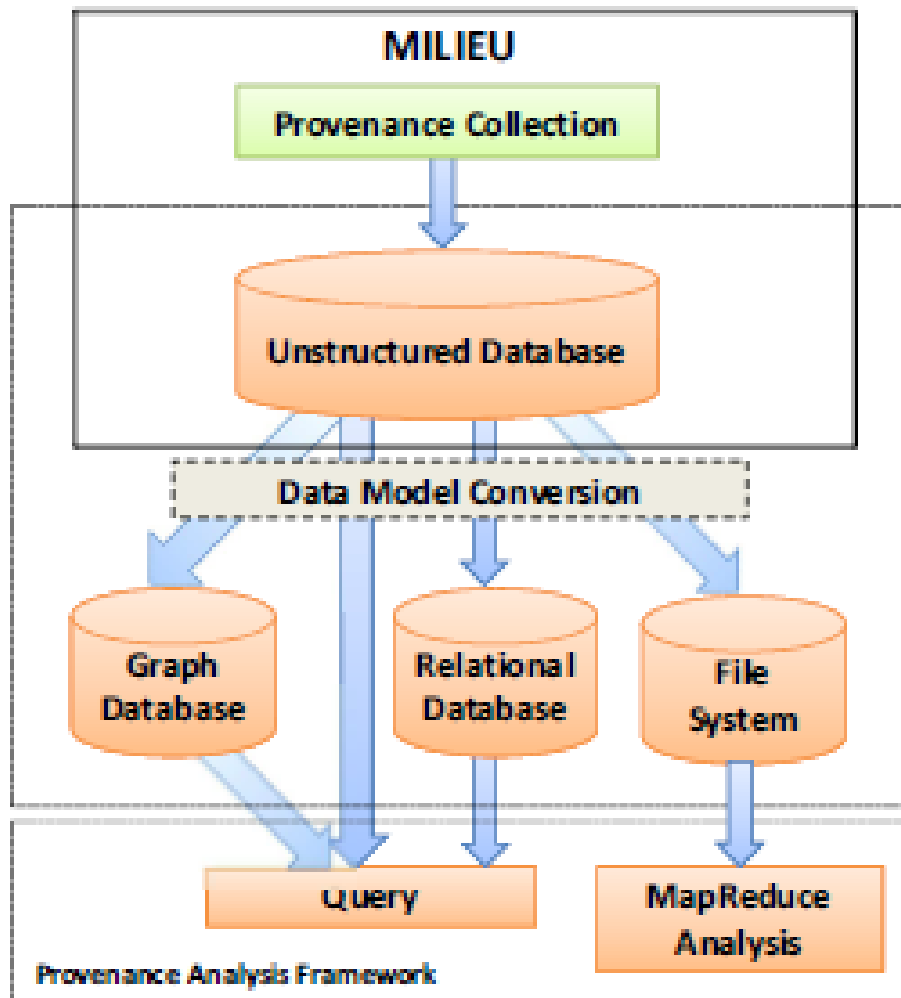 MILIEU
Provenance Collection
Unstructured Database
Data Model Conversion
Graph
Database
Relational
Database
File
System
Query
MapReduce
Analysis
Provenance Analysis Framework